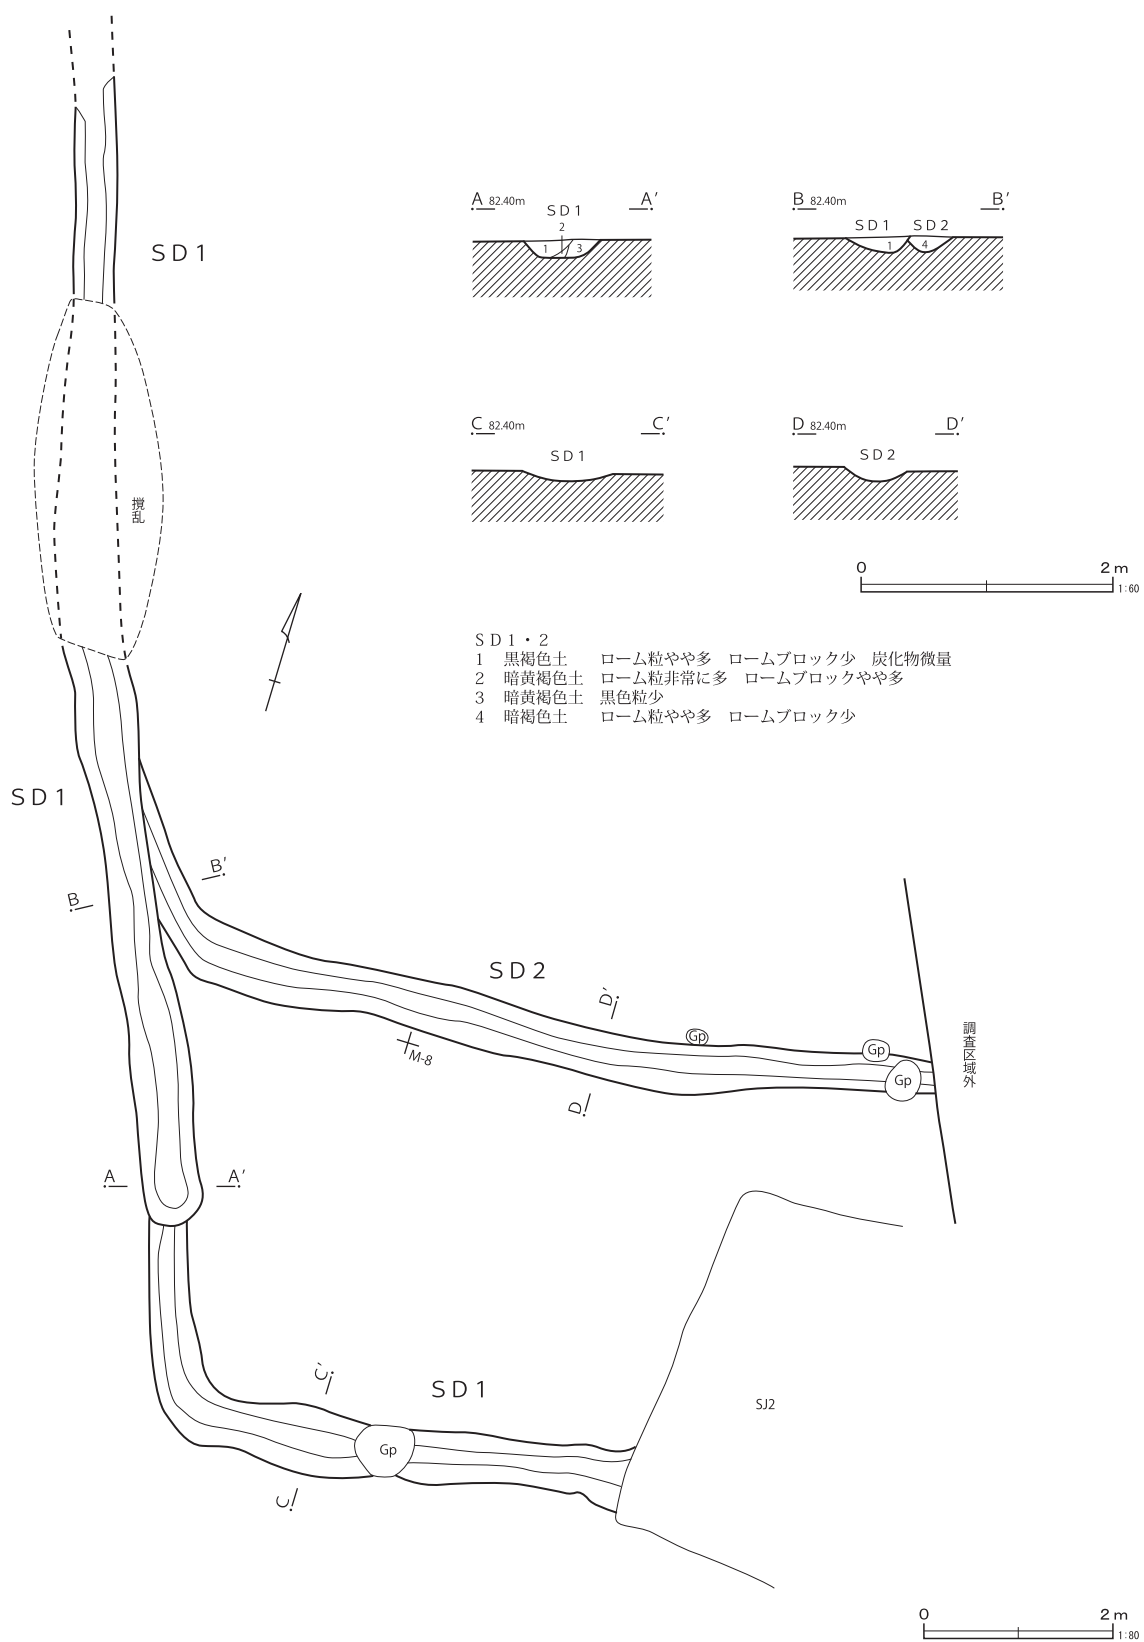 SD1
A 82.40m A′
SD1
2
1 3
B 82.40m B′
SD1 SD2
1 4
C 82.40m C′
SD1
D 82.40m D′
SD2
撹乱
0 2m
1:60
SD1・2
1 黒褐色土 ローム粒やや多 ロームブロック少 炭化物微量
2 暗黄褐色土 ローム粒非常に多 ロームブロックやや多
3 暗黄褐色土 黒色粒少
4 暗褐色土 ローム粒やや多 ロームブロック少
SD1
B B′
SD2
D′
Gp
Gp
Gp
調査区域外
M-8
D
A A′
C′
SD1
SJ2
Gp
C
0 2m
1:80